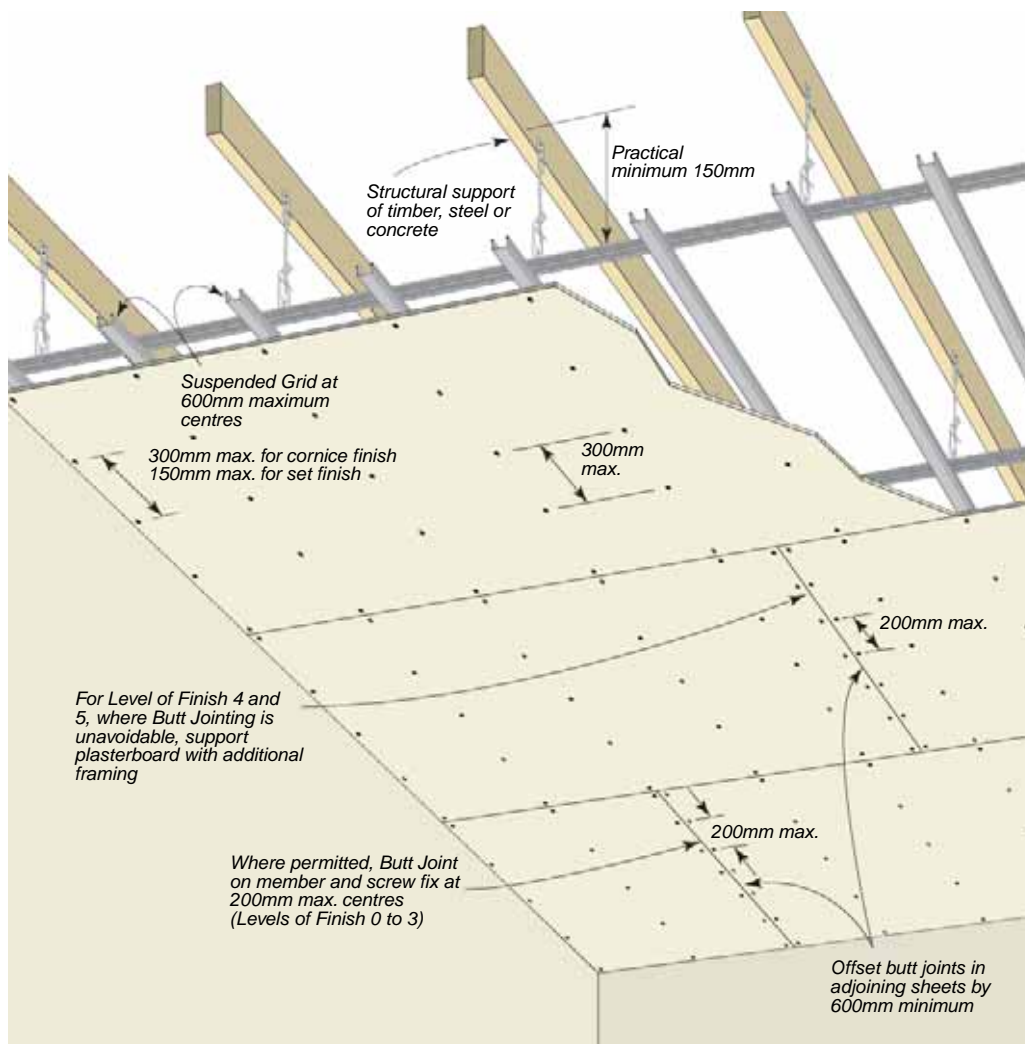 Practical
minimum 150mm
Structural support
of timber, steel or
concrete
Suspended Grid at
600mm maximum
centres
300mm max. for cornice finish
150mm max. for set finish
300mm
max.
200mm max.
For Level of Finish 4 and
5, where Butt Jointing is
unavoidable, support
plasterboard with additional
framing
200mm max.
Where permitted, Butt Joint
on member and screw fix at
200mm max. centres
(Levels of Finish 0 to 3)
Offset butt joints in
adjoining sheets by
600mm minimum